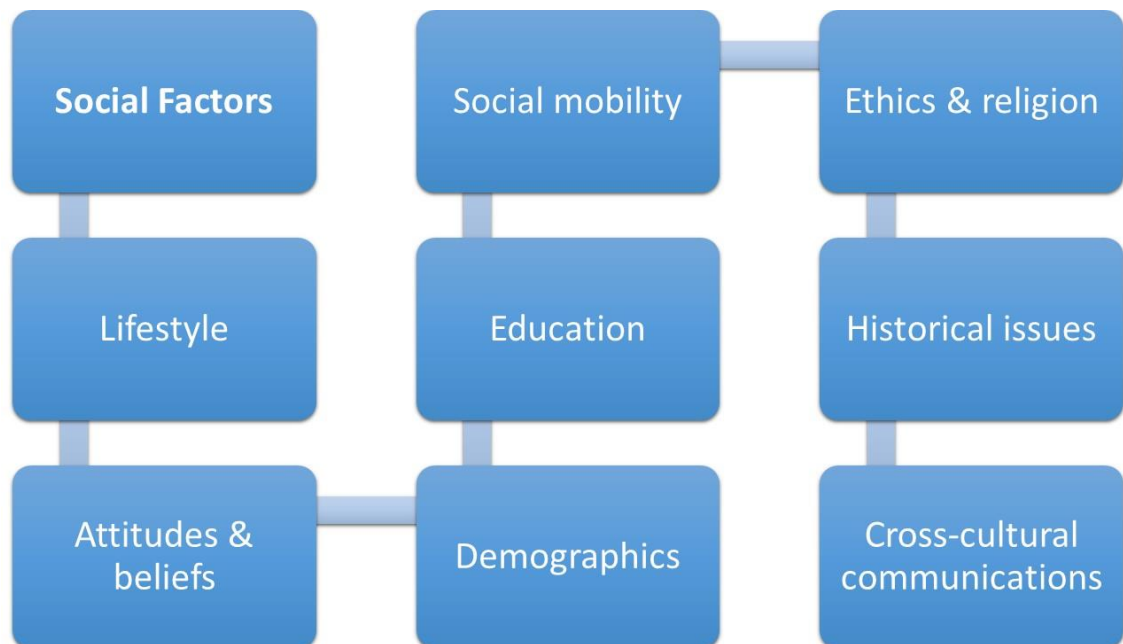 Social Factors
Lifestyle
Attitudes &
beliefs
Demographics
Education
Social mobility
Ethics & religion
Historical issues
Cross-cultural
communications